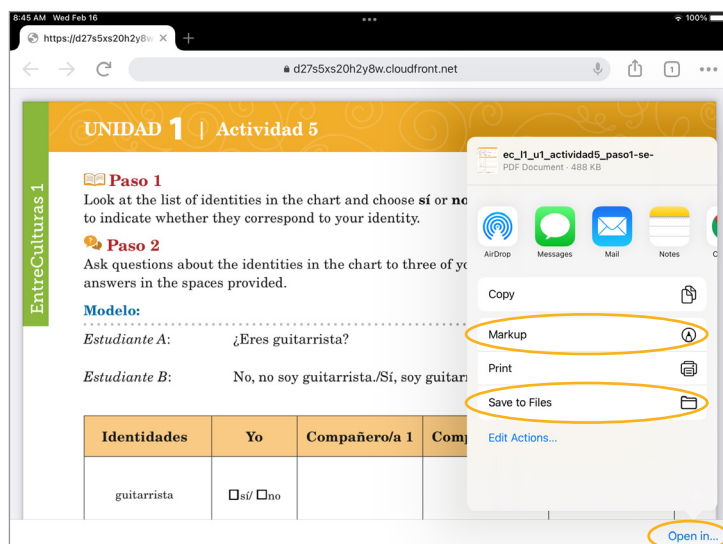 8:45 AM Wed Feb 16
100%
https://d27s5xs20h2y8w
d27s5xs20h2y8w.cloudfront.net
1
UNIDAD 1 | Actividad 5
EntreCulturas 1
Paso 1
Look at the list of identities in the chart and choose sí or no
to indicate whether they correspond to your identity.
Paso 2
Ask questions about the identities in the chart to three of yo
answers in the spaces provided.
Modelo:
Estudiante A: ¿Eres guitarrista?
Estudiante B: No, no soy guitarrista./Sí, soy guitarr
Identidades Yo Compañero/a 1 Comp
guitarrista sí/ no
ec_l1_u1_actividad5_paso1-se-
PDF Document · 488 KB
AirDrop Messages Mail Notes C
Copy
Markup
Print
Save to Files
Edit Actions...
Open in...